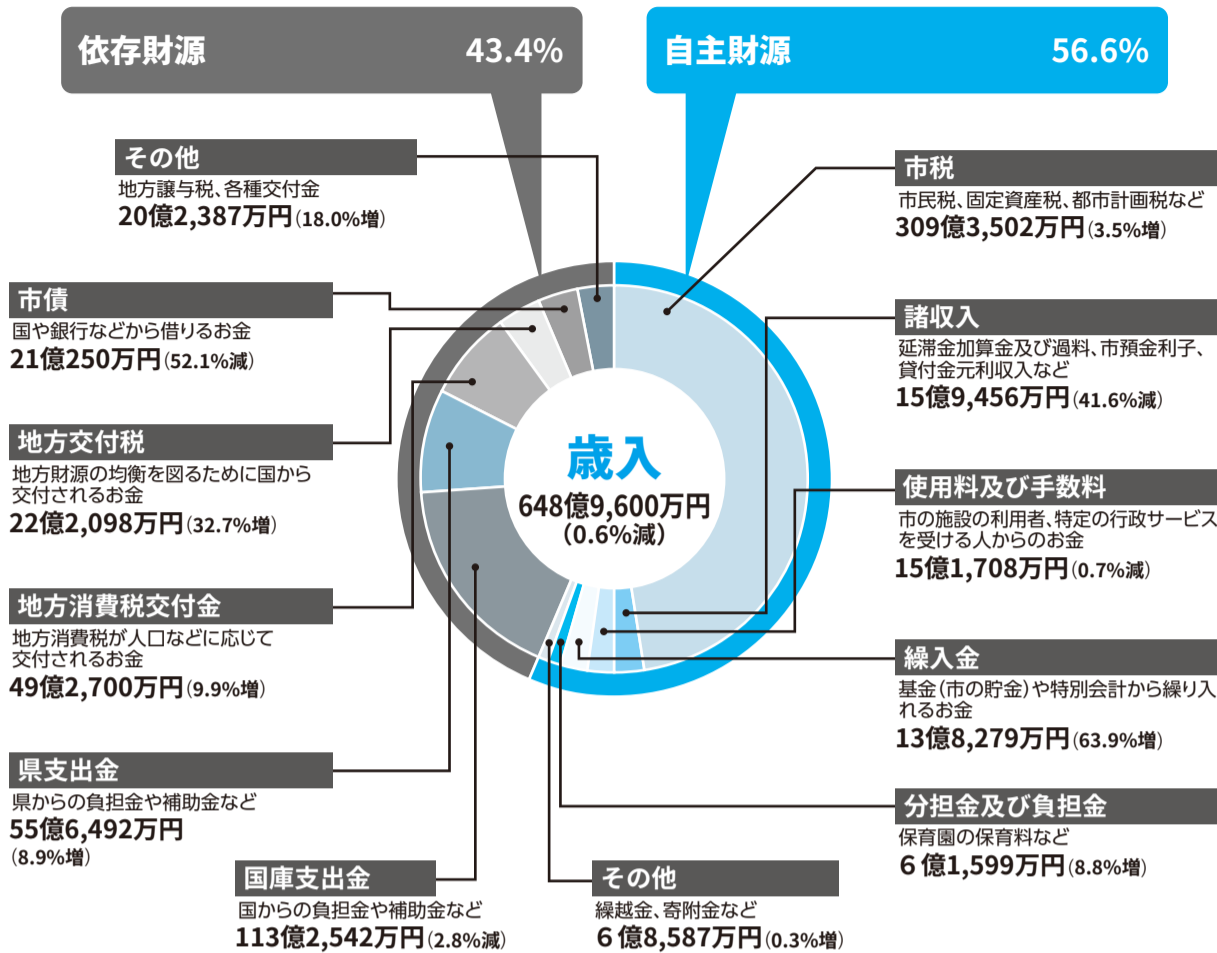 依存財源 43.4%
自主財源 56.6%
その他
地方譲与税、各種交付金
20億2,387万円(18.0%増)
市債
国や銀行などから借りるお金
21億250万円(52.1%減)
地方交付税
地方財源の均衡を図るために国から
交付されるお金
22億2,098万円(32.7%増)
地方消費税交付金
地方消費税が人口などに応じて
交付されるお金
49億2,700万円(9.9%増)
県支出金
県からの負担金や補助金など
55億6,492万円
(8.9%増)
国庫支出金
国からの負担金や補助金など
113億2,542万円(2.8%減)
歳入
648億9,600万円
(0.6%減)
市税
市民税、固定資産税、都市計画税など
309億3,502万円(3.5%増)
諸収入
延滞金加算金及び過料、市預金利子、
貸付金元利収入など
15億9,456万円(41.6%減)
使用料及び手数料
市の施設の利用者、特定の行政サービス
を受ける人からのお金
15億1,708万円(0.7%減)
繰入金
基金(市の貯金)や特別会計から繰り入
れるお金
13億8,279万円(63.9%増)
分担金及び負担金
保育園の保育料など
6億1,599万円(8.8%増)
その他
繰越金、寄附金など
6億8,587万円(0.3%増)